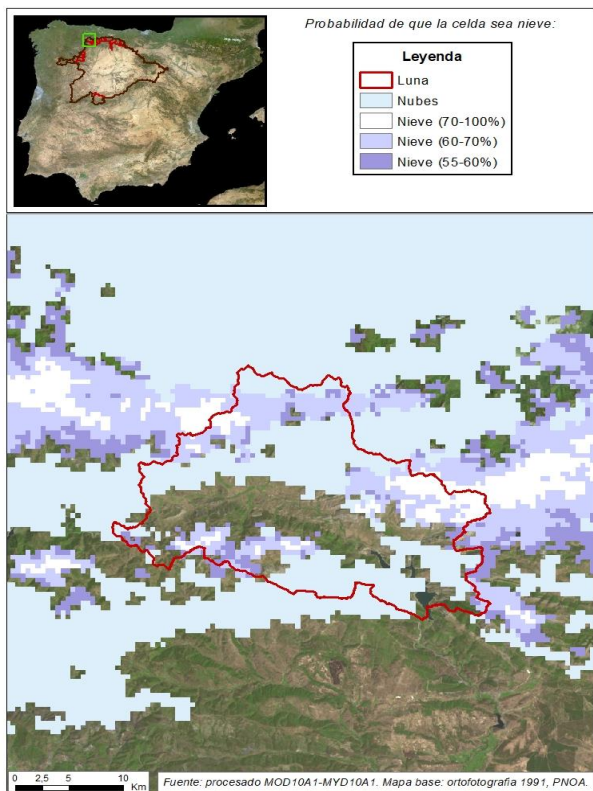 Probabilidad de que la celda sea nieve:
Leyenda
Luna
Nubes
Nieve (70-100%)
Nieve (60-70%)
Nieve (55-60%)
0 2,5 5 10
Km
Fuente: procesado MOD10A1-MYD10A1. Mapa base: ortofotografia 1991, PNOA.